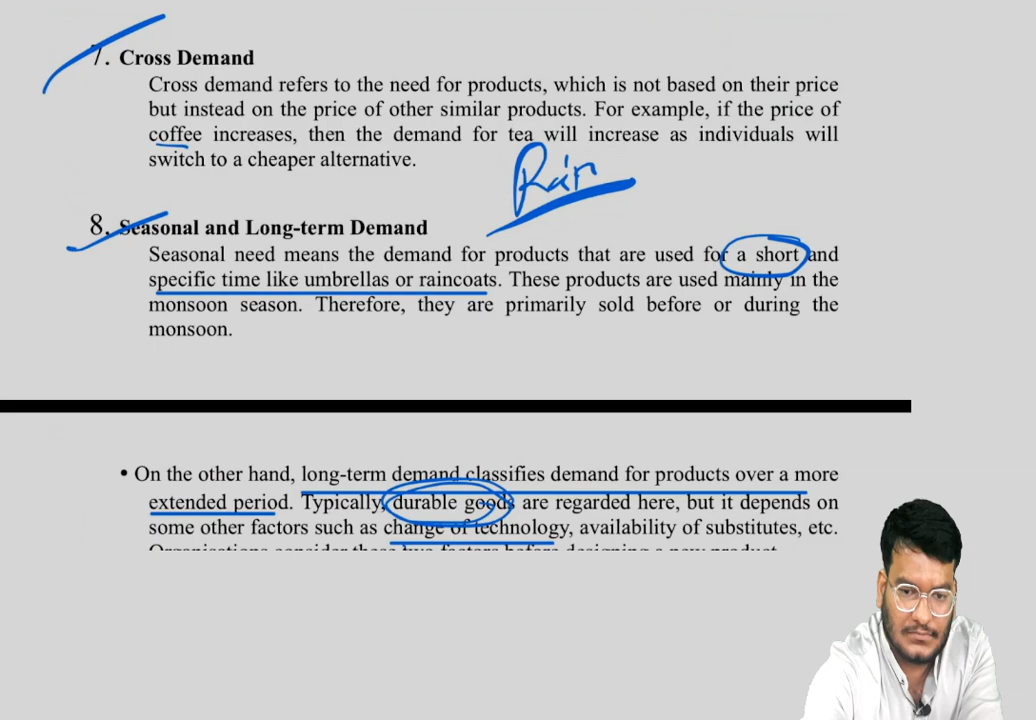 7. Cross Demand
Cross demand refers to the need for products, which is not based on their price
but instead on the price of other similar products. For example, if the price of
coffee increases, then the demand for tea will increase as individuals will
switch to a cheaper alternative.
Rain
8. Seasonal and Long-term Demand
Seasonal need means the demand for products that are used for a short and
specific time like umbrellas or raincoats. These products are used mainly in the
monsoon season. Therefore, they are primarily sold before or during the
monsoon.
• On the other hand, long-term demand classifies demand for products over a more
extended period. Typically, durable goods are regarded here, but it depends on
some other factors such as change of technology, availability of substitutes, etc.